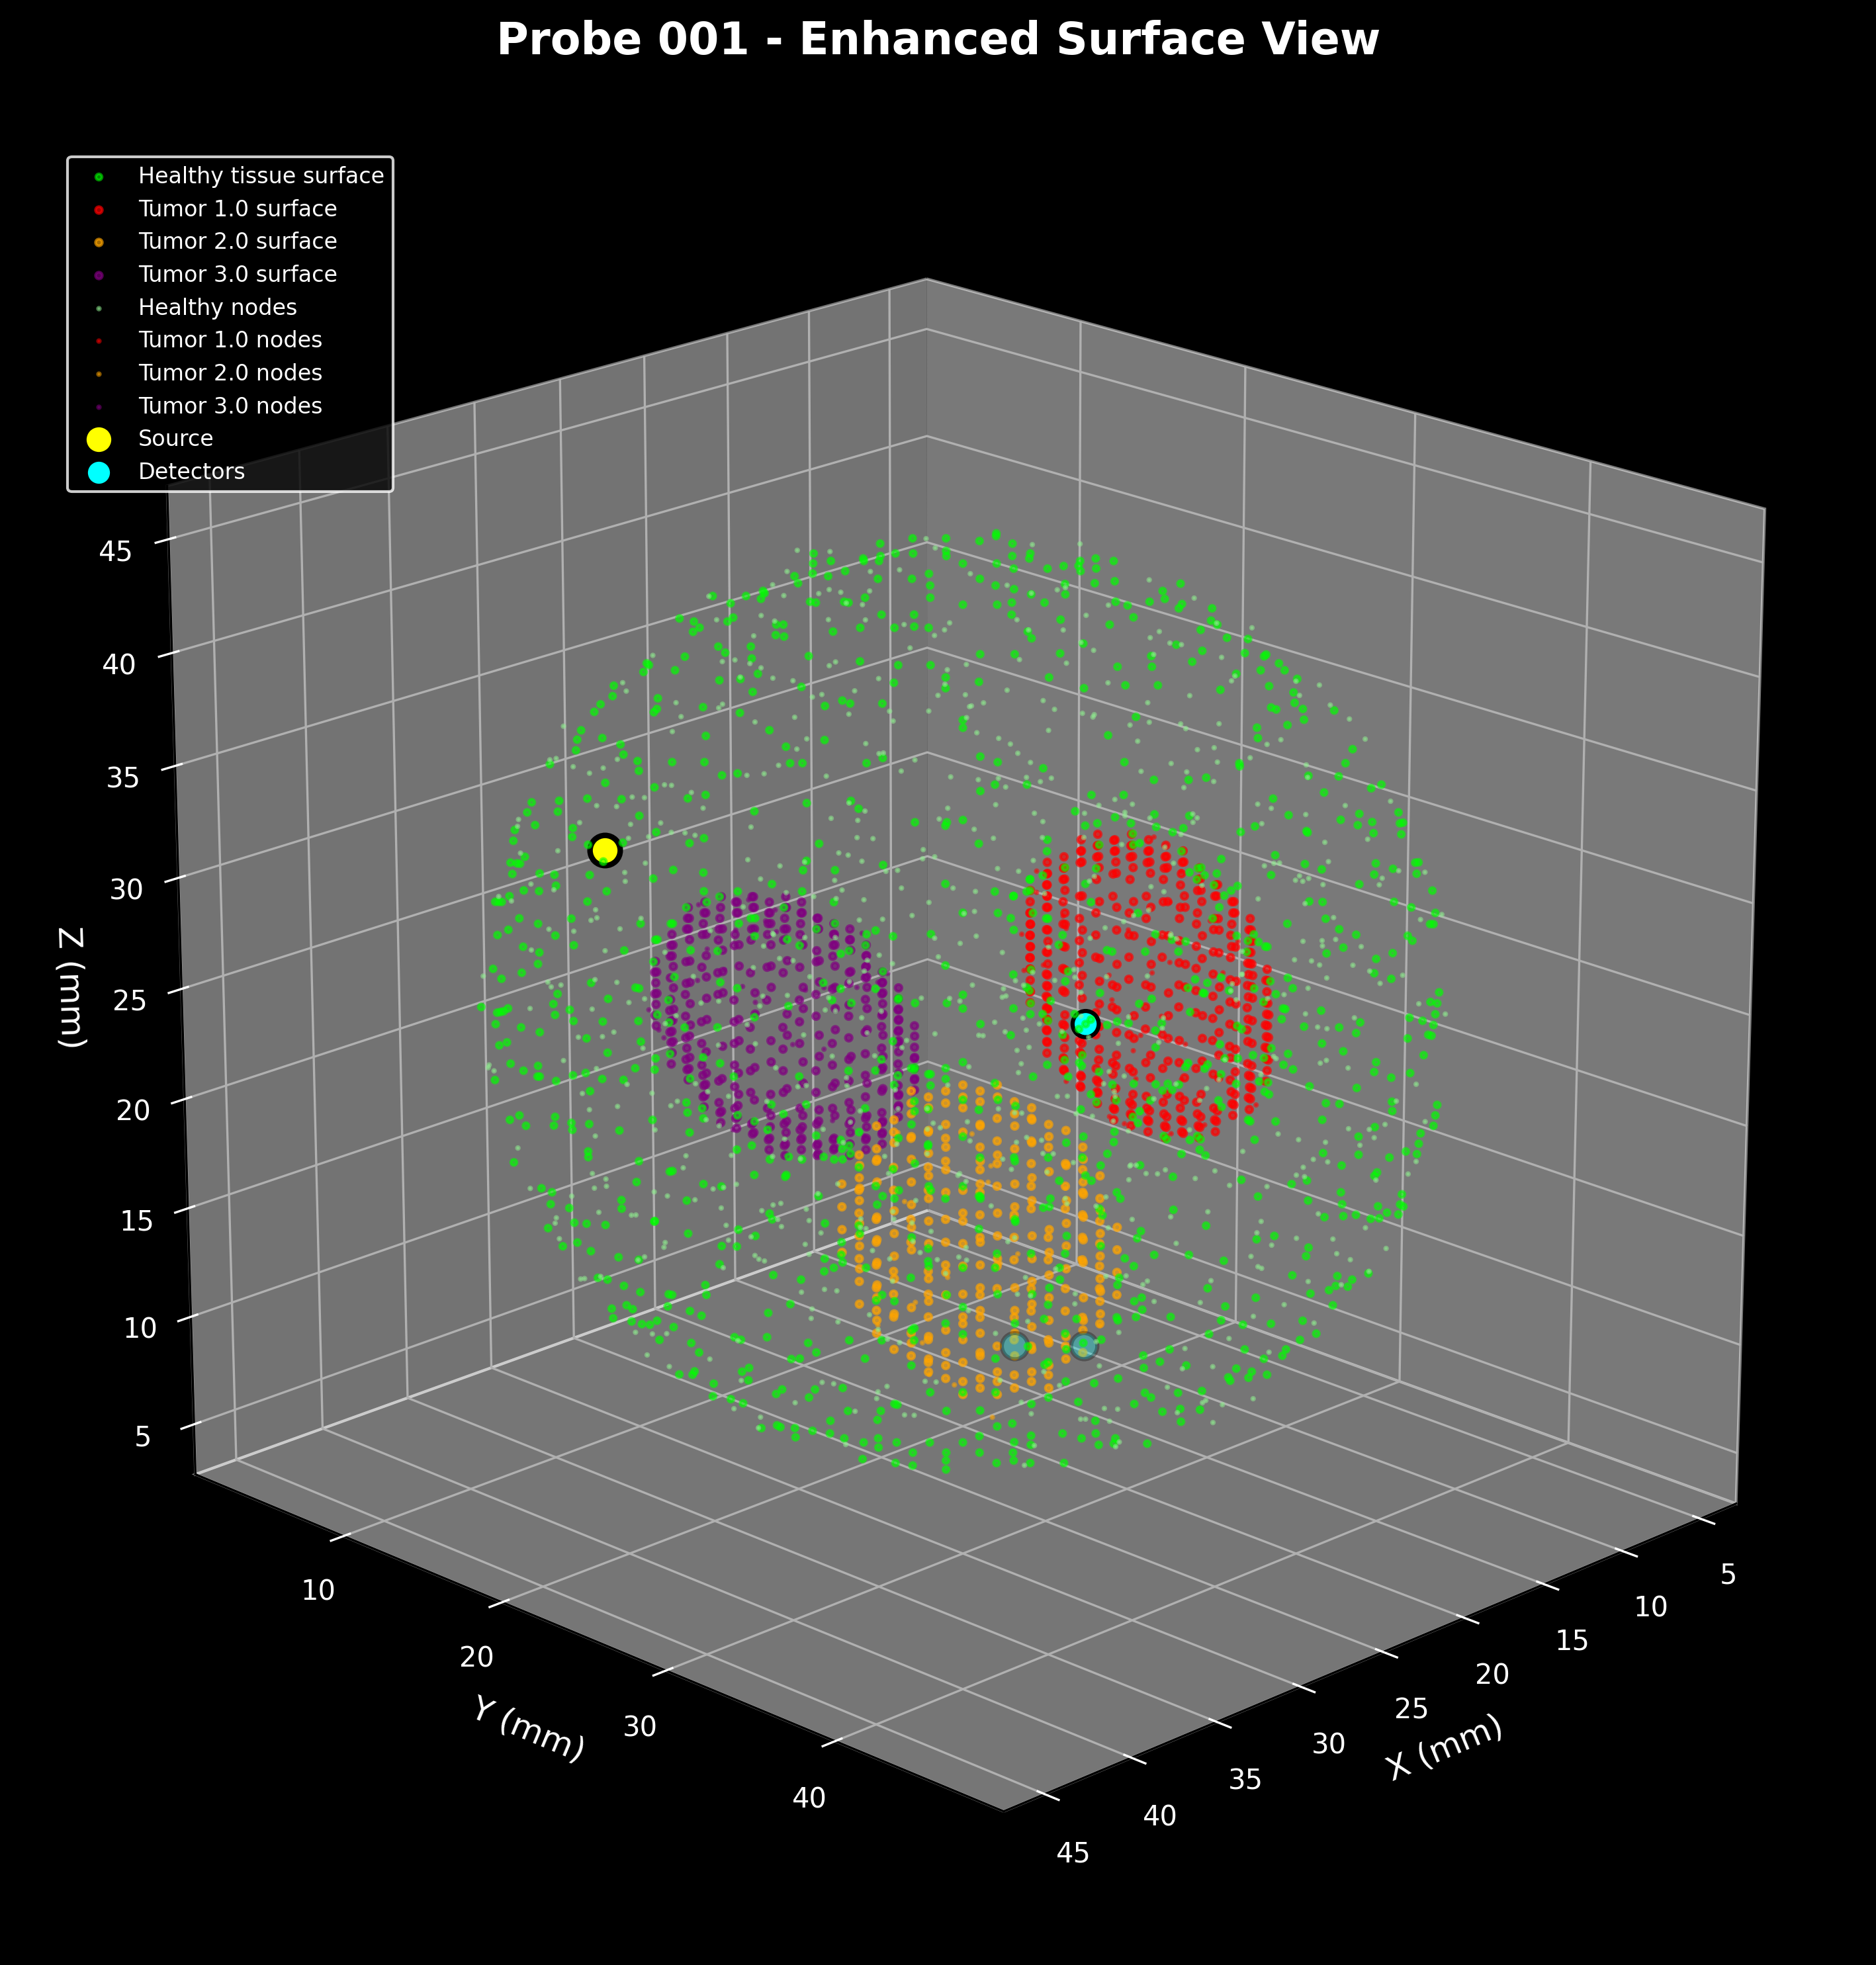 Probe 001 - Enhanced Surface View
Healthy tissue surface
Tumor 1.0 surface
Tumor 2.0 surface
Tumor 3.0 surface
Healthy nodes
Tumor 1.0 nodes
Tumor 2.0 nodes
Tumor 3.0 nodes
Source
Detectors
45
40
35
30
25
20
15
10
5
Z (mm)
10
20
30
40
Y (mm)
5
10
15
20
25
30
35
40
45
X (mm)